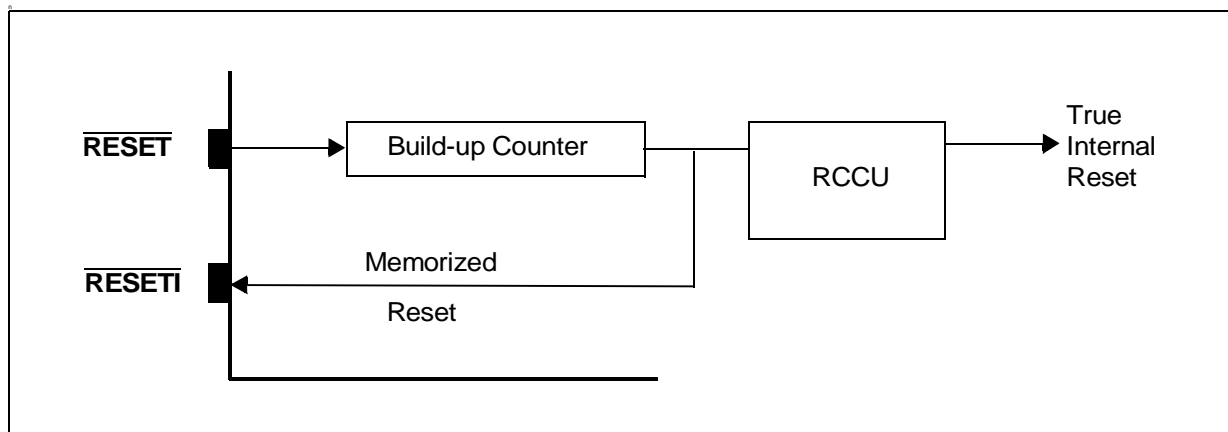 RESET
Build-up Counter
RCCU
True
Internal
Reset
RESETI
Memorized
Reset